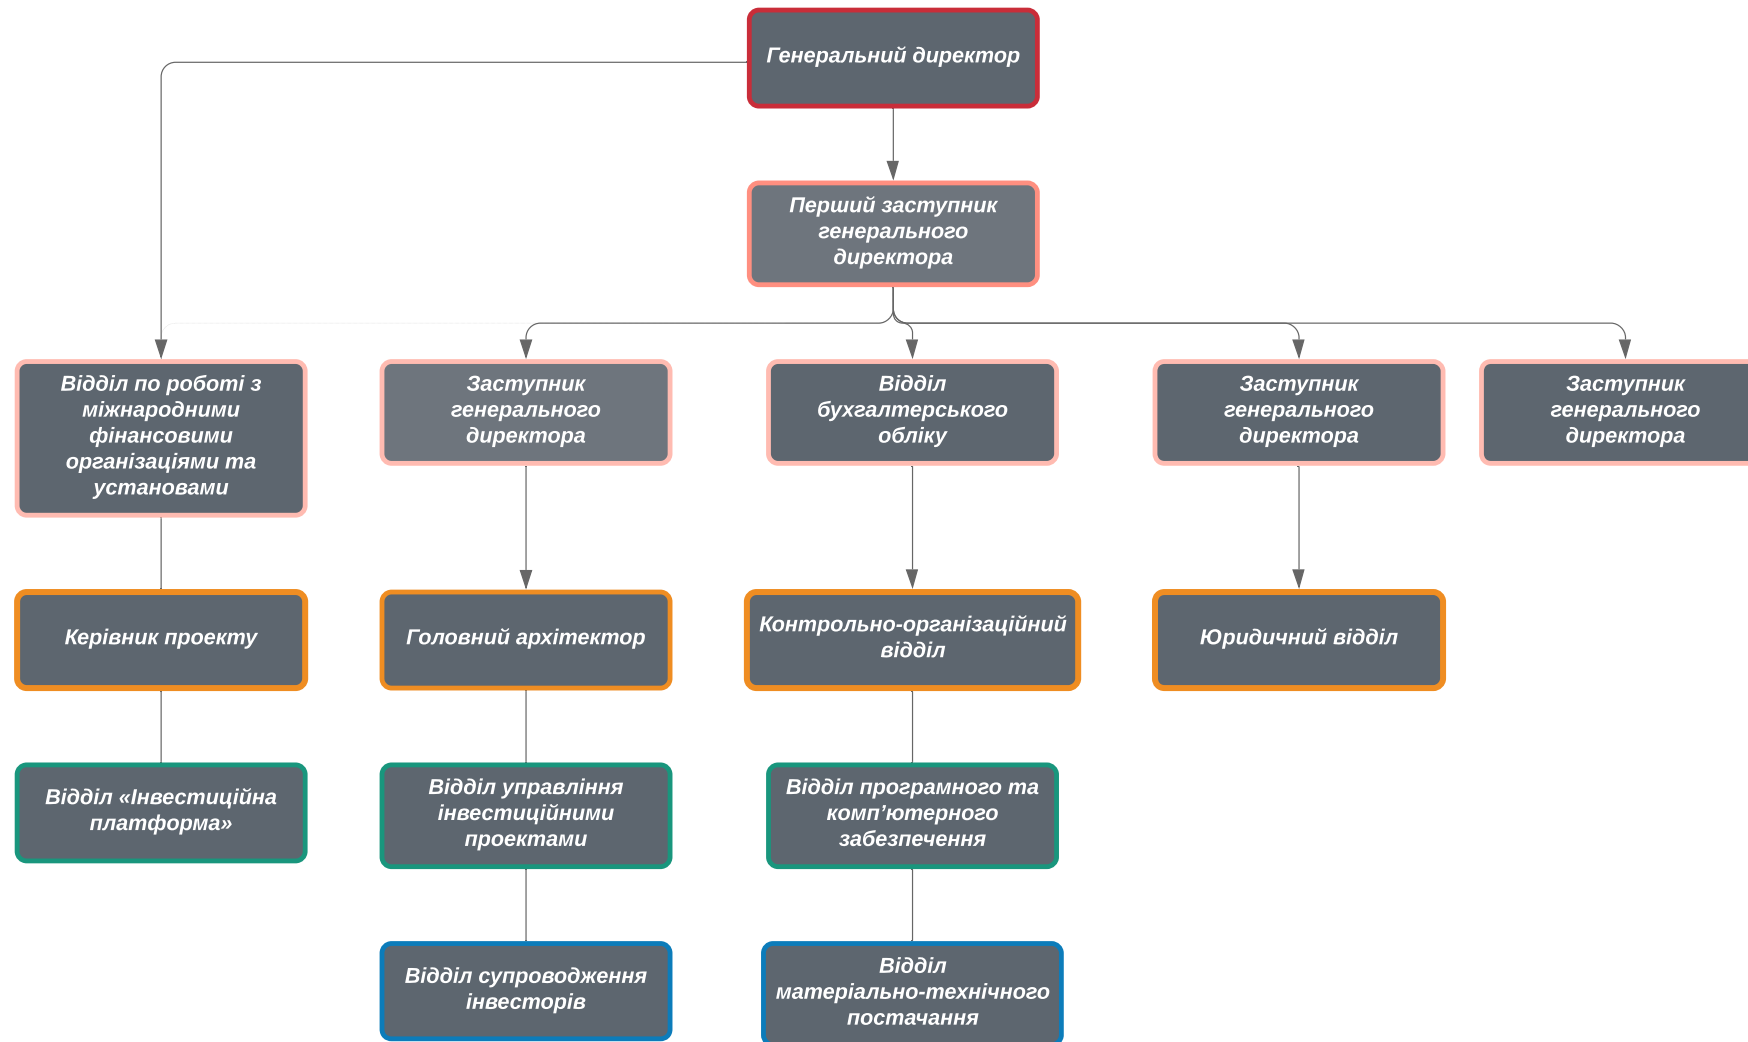 Генеральний директор
Перший заступник
генерального
директора
Відділ по роботі з
міжнародними
фінансовими
організаціями та
установами
Заступник
генерального
директора
Відділ
бухгалтерського
обліку
Заступник
генерального
директора
Заступник
генерального
директора
Керівник проекту
Головний архітектор
Контрольно-організаційний
відділ
Юридичний відділ
Відділ «Інвестиційна
платформа»
Відділ управління
інвестиційними
проектами
Відділ програмного та
комп’ютерного
забезпечення
Відділ супроводження
інвесторів
Відділ
матеріально-технічного
постачання